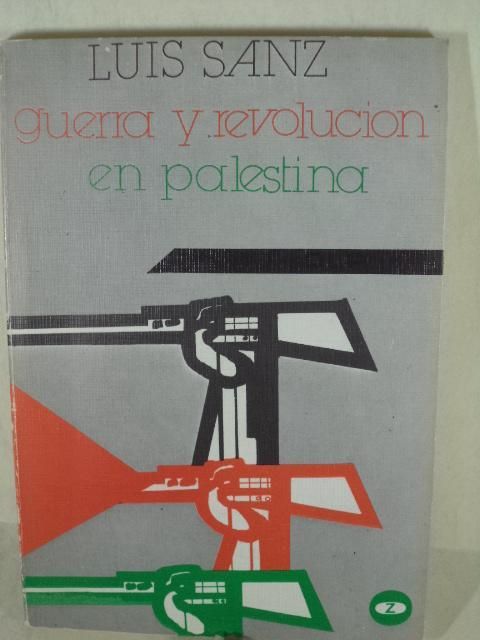 LUIS SANZ
guerra y revolucion
en palestina
Z